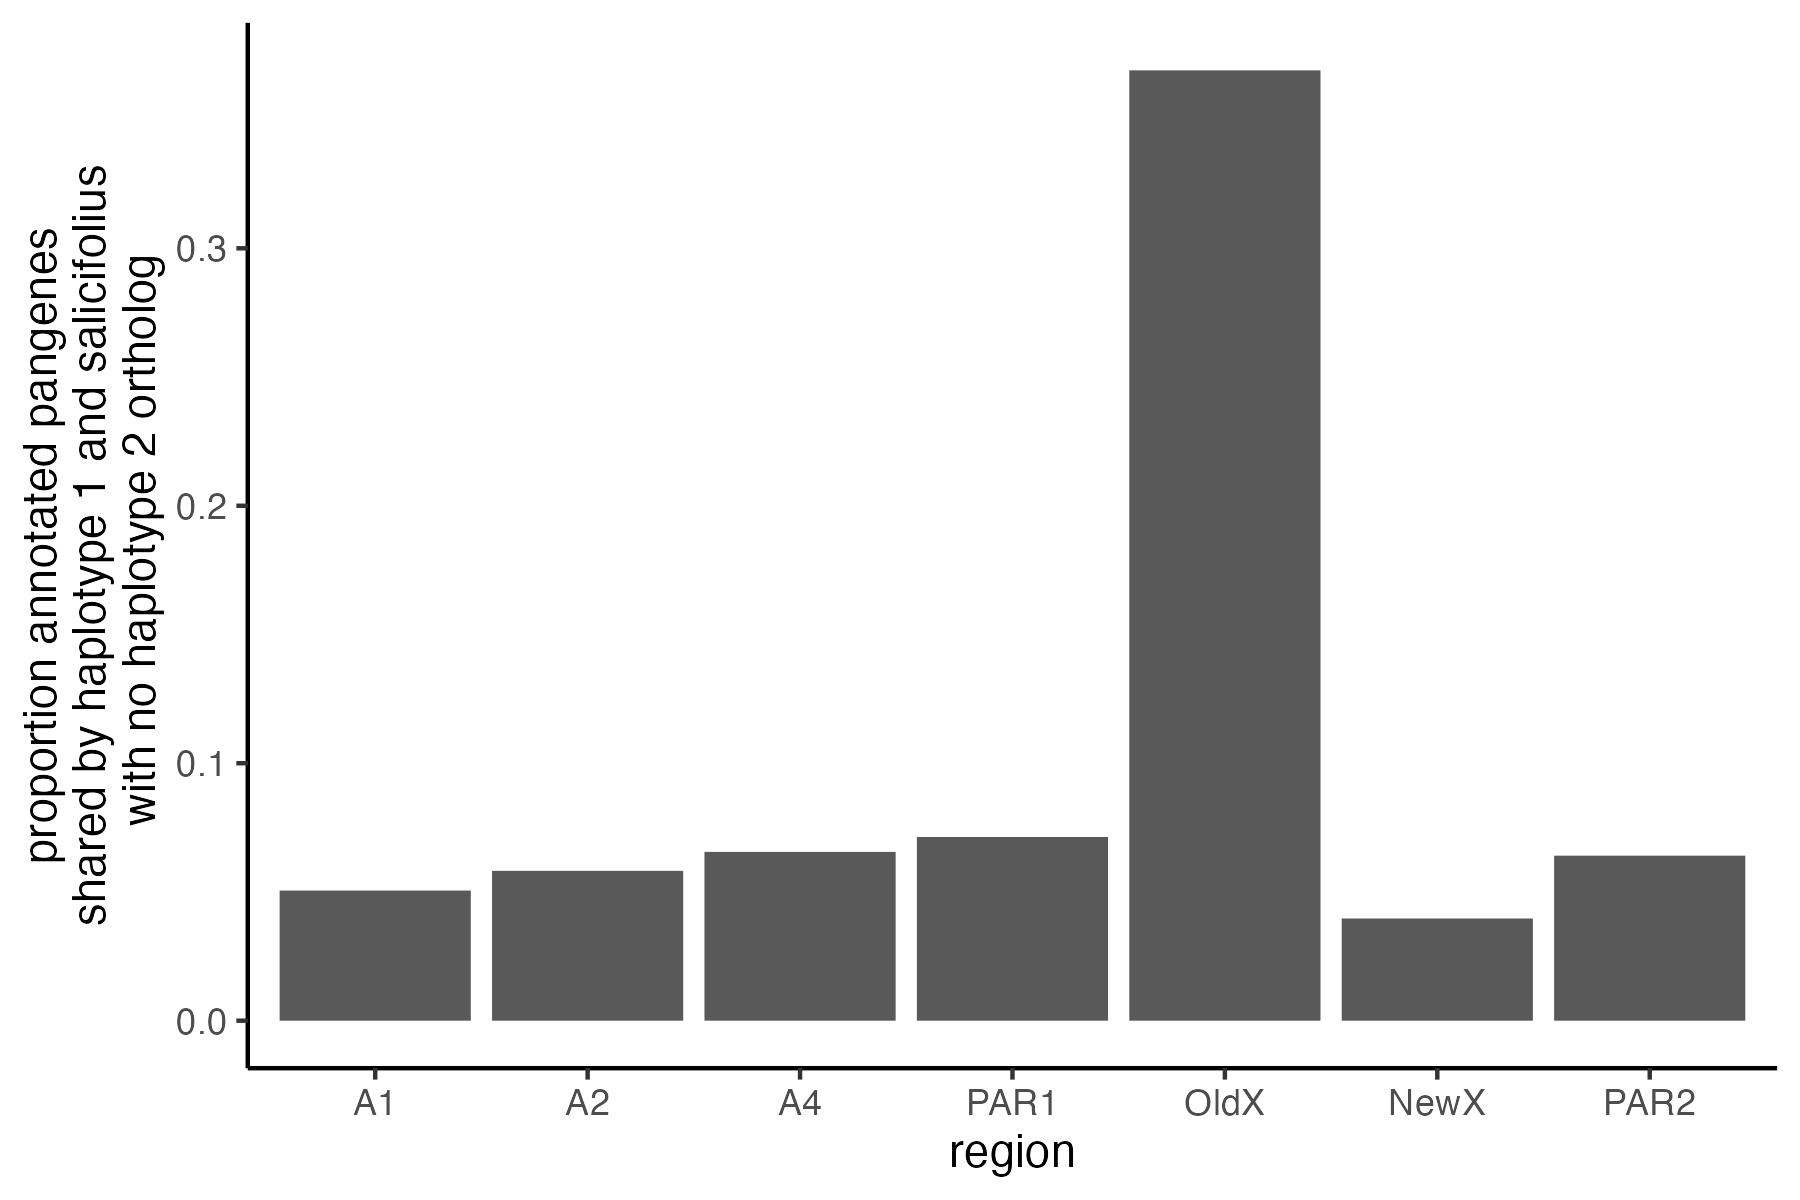 proportion annotated pangenes
shared by haplotype 1 and salicifolius
with no haplotype 2 ortholog
0.3
0.2
0.1
0.0
A1 A2 A4 PAR1 OldX NewX PAR2
region